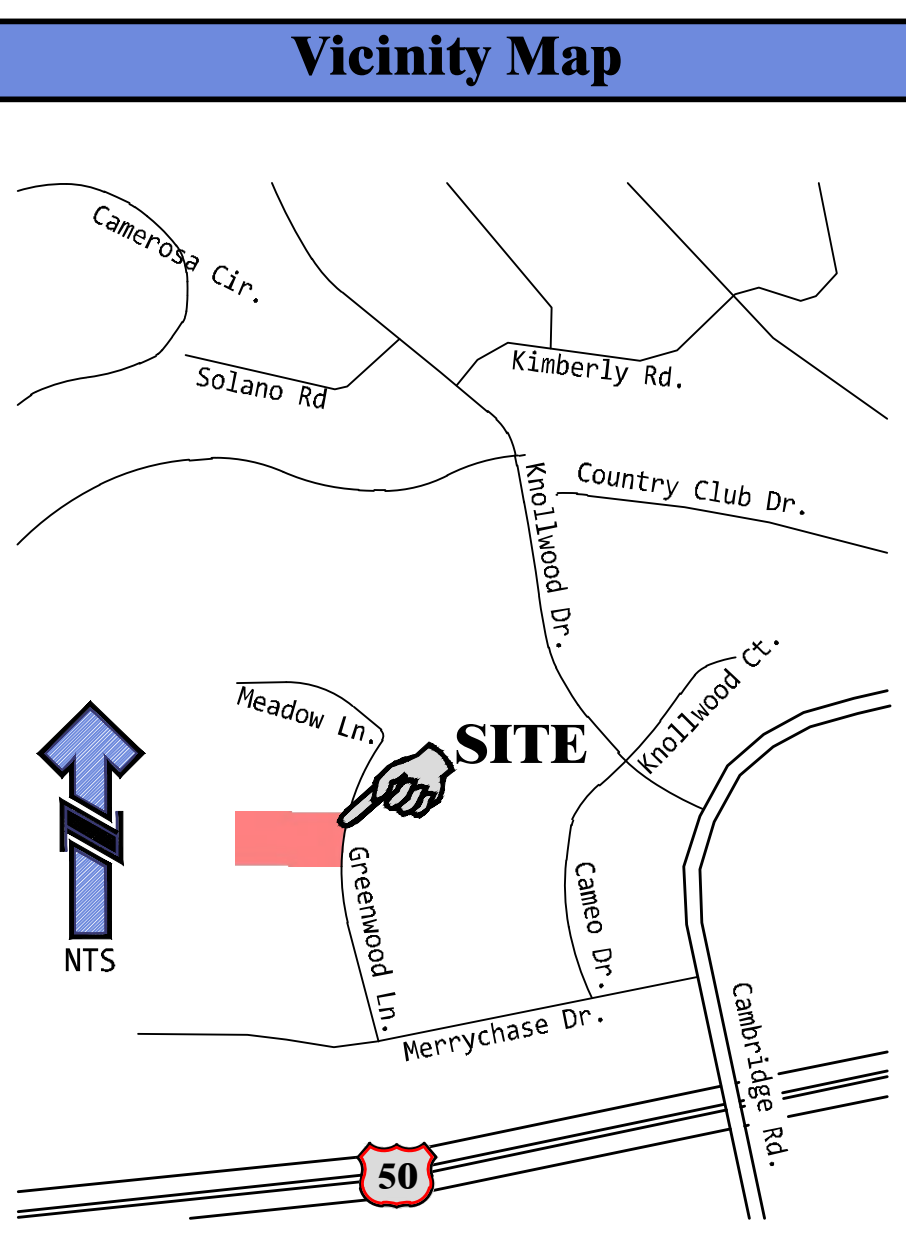 Vicinity Map
Camerosa Cir.
Solano Rd
Kimberly Rd.
Country Club Dr.
Knollwood Dr.
Knollwood Ct.
Meadow Ln.
SITE
Greenwood Ln.
Cameo Dr.
NTS
Merrychase Dr.
Cambridge Rd.
50